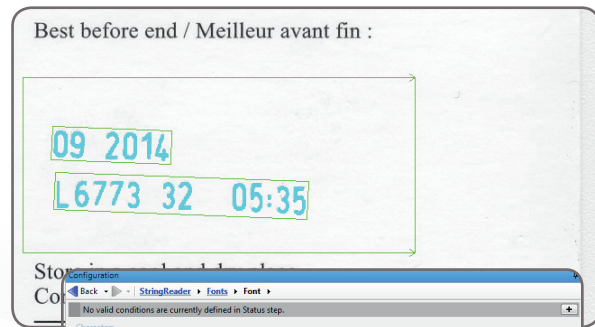 Best before end / Meilleur avant fin :
09 2014
L6773 32 05:35
Configuration
Back StringReader Fonts Font
No valid conditions are currently defined in Status step.
+
Characters